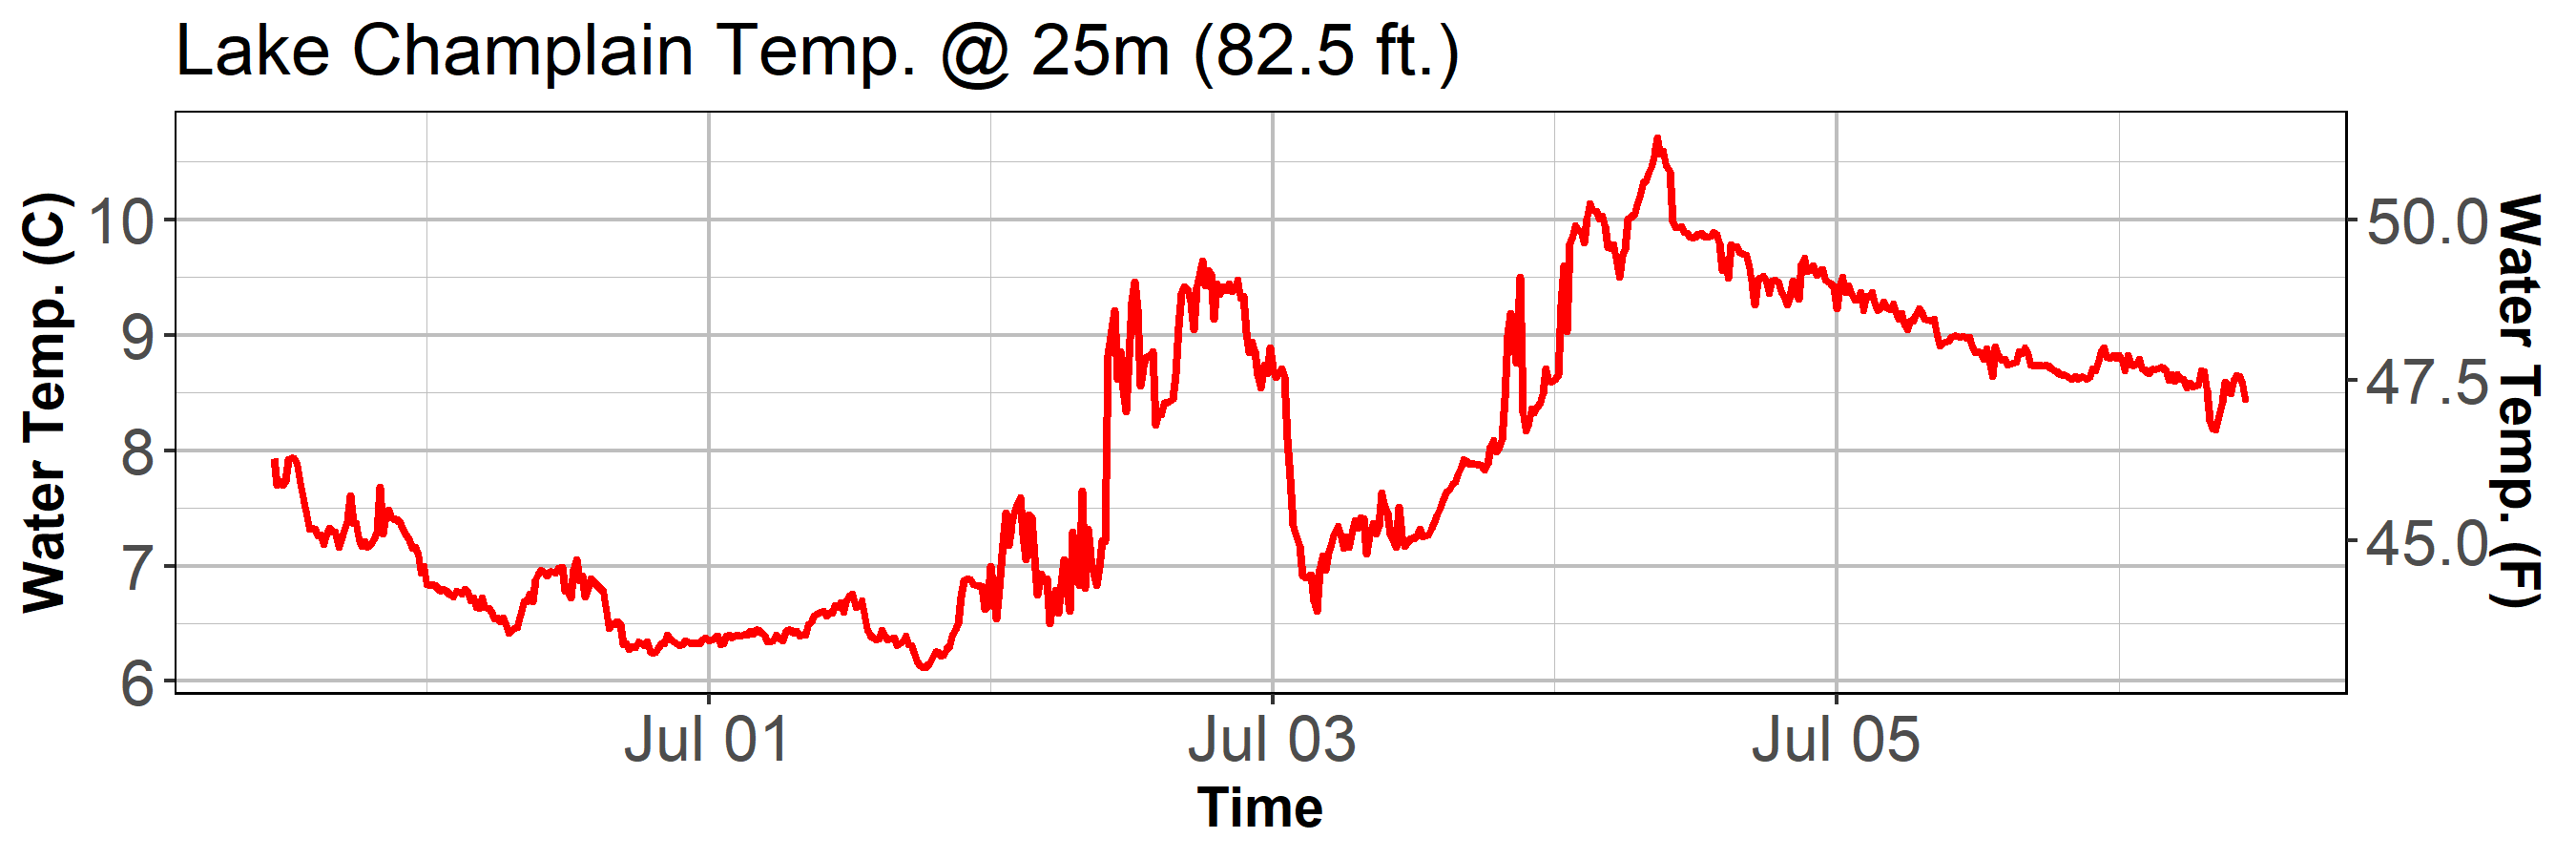 Lake Champlain Temp. @ 25m (82.5 ft.)
Water Temp. (C)
10
9
8
7
6
50.0
47.5
45.0
Water Temp. (F)
Jul 01
Jul 03
Jul 05
Time